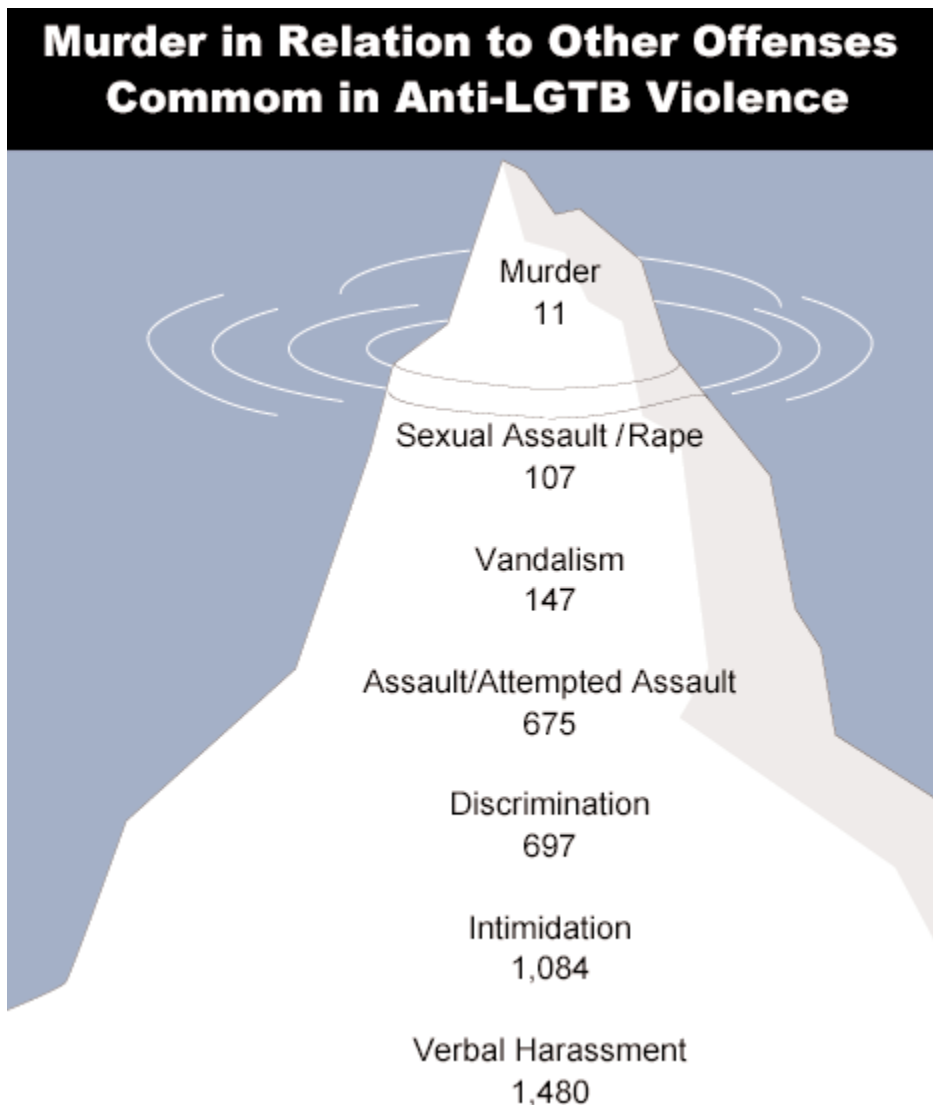 Murder in Relation to Other Offenses
Commom in Anti-LGTB Violence
Murder
11
Sexual Assault /Rape
107
Vandalism
147
Assault/Attempted Assault
675
Discrimination
697
Intimidation
1,084
Verbal Harassment
1,480